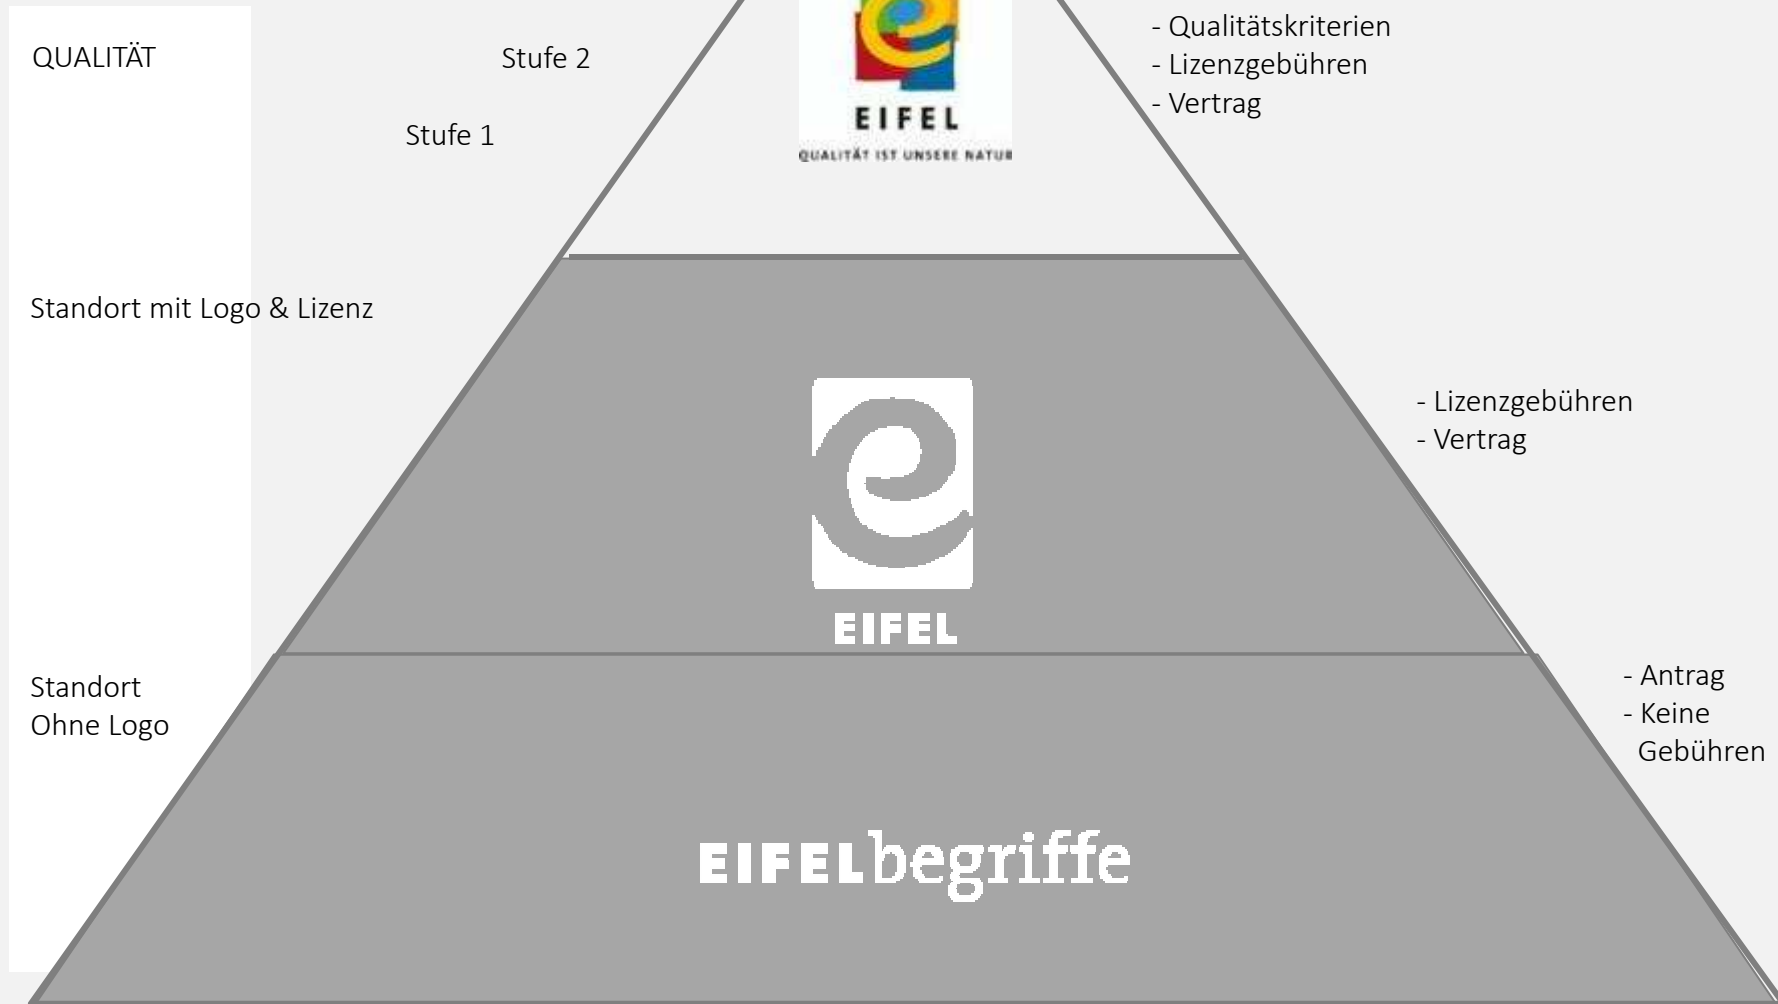 QUALITÄT
Stufe 2
Stufe 1
EIFEL
QUALITÄT IST UNSERE NATUR
- Qualitätskriterien
- Lizenzgebühren
- Vertrag
Standort mit Logo & Lizenz
e
EIFEL
- Lizenzgebühren
- Vertrag
Standort
Ohne Logo
- Antrag
- Keine
Gebühren
EIFELbegriffe